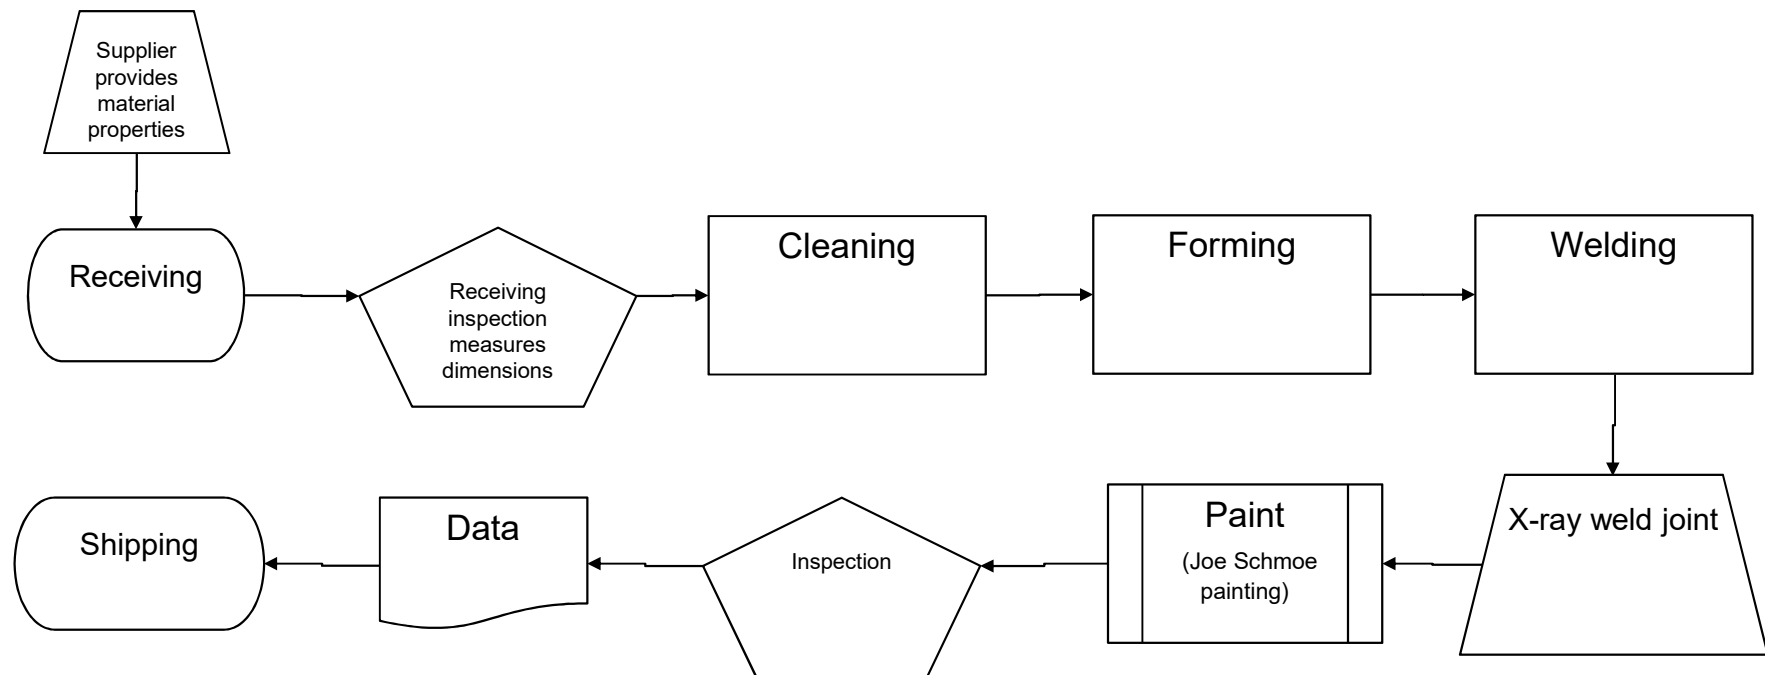 Supplier
provides
material
properties
Receiving
Receiving
inspection
measures
dimensions
Cleaning
Forming
Welding
Shipping
Data
Inspection
Paint
(Joe Schmoe
painting)
X-ray weld joint